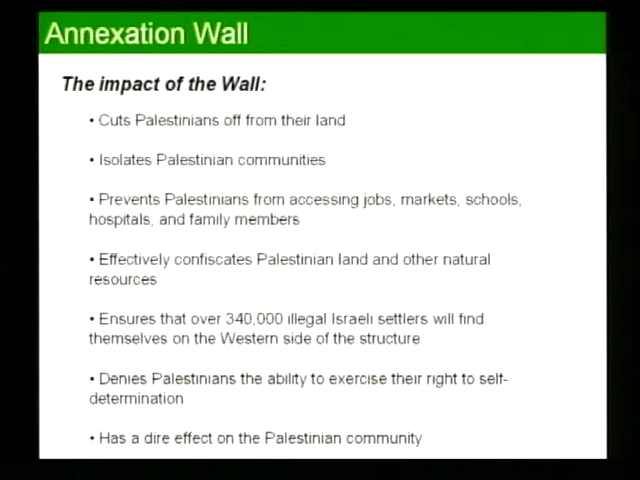 Annexation Wall
The impact of the Wall:
• Cuts Palestinians off from their land
• Isolates Palestinian communities
• Prevents Palestinians from accessing jobs, markets, schools,
hospitals, and family members
• Effectively confiscates Palestinian land and other natural
resources
• Ensures that over 340,000 illegal Israeli settlers will find
themselves on the Western side of the structure
• Denies Palestinians the ability to exercise their right to self-
determination
• Has a dire effect on the Palestinian community